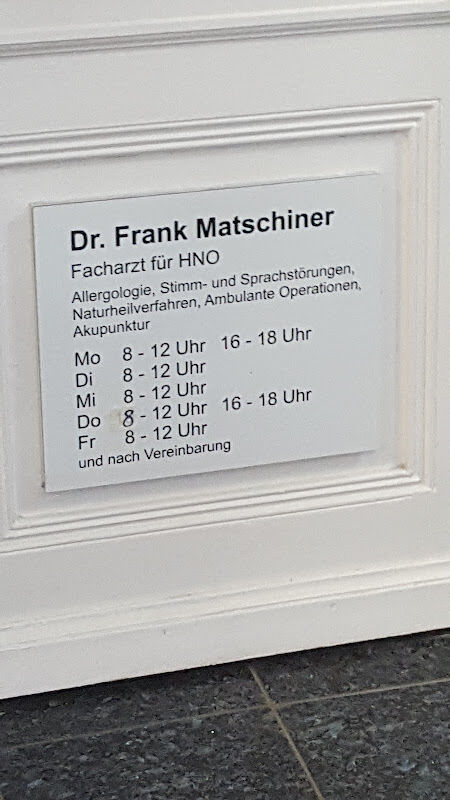 Dr. Frank Matschiner
Facharzt für HNO
Allergologie, Stimm- und Sprachstörungen,
Naturheilverfahren, Ambulante Operationen,
Akupunktur
Mo 8 - 12 Uhr 16 - 18 Uhr
Di 8 - 12 Uhr
Mi 8 - 12 Uhr
Do 8 - 12 Uhr 16 - 18 Uhr
Fr 8 - 12 Uhr
und nach Vereinbarung